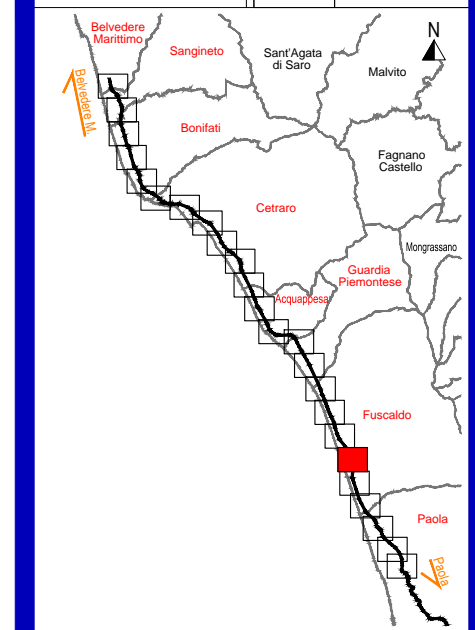 Belvedere
Marittimo
Sangineto
Sant'Agata
di Saro
N
Malvito
Belvedere M.
Bonifati
Fagnano
Castello
Cetraro
Mongrassano
Guardia
Piemontese
Acquappesa
Fuscaldo
Paola
Paola